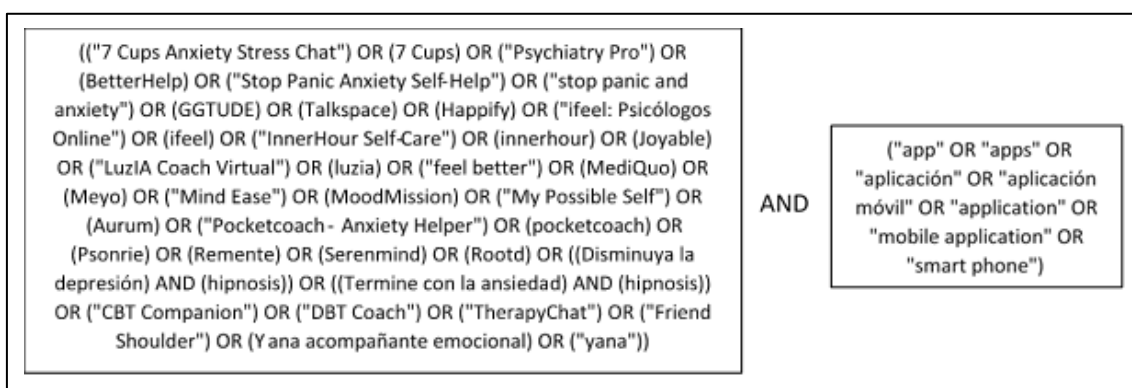 (("7 Cups Anxiety Stress Chat") OR (7 Cups) OR ("Psychiatry Pro") OR
(BetterHelp) OR ("Stop Panic Anxiety Self-Help") OR ("stop panic and
anxiety") OR (GGTUDE) OR (Talkspace) OR (Happify) OR ("ifeel: Psicólogos
Online") OR (ifeel) OR ("InnerHour Self-Care") OR (innerhour) OR (Joyable)
OR ("LuzIA Coach Virtual") OR (luzia) OR ("feel better") OR (MediQuo) OR
(Meyo) OR ("Mind Ease") OR (MoodMission) OR ("My Possible Self") OR
(Aurum) OR ("Pocketcoach - Anxiety Helper") OR (pocketcoach) OR
(Psonrie) OR (Remente) OR (Serenmind) OR (Rootd) OR ((Disminuya la
depresión) AND (hipnosis)) OR ((Termine con la ansiedad) AND (hipnosis))
OR ("CBT Companion") OR ("DBT Coach") OR ("TherapyChat") OR ("Friend
Shoulder") OR (Yana acompañante emocional) OR ("yana"))
AND
("app" OR "apps" OR
"aplicación" OR "aplicación
móvil" OR "application" OR
"mobile application" OR
"smart phone")